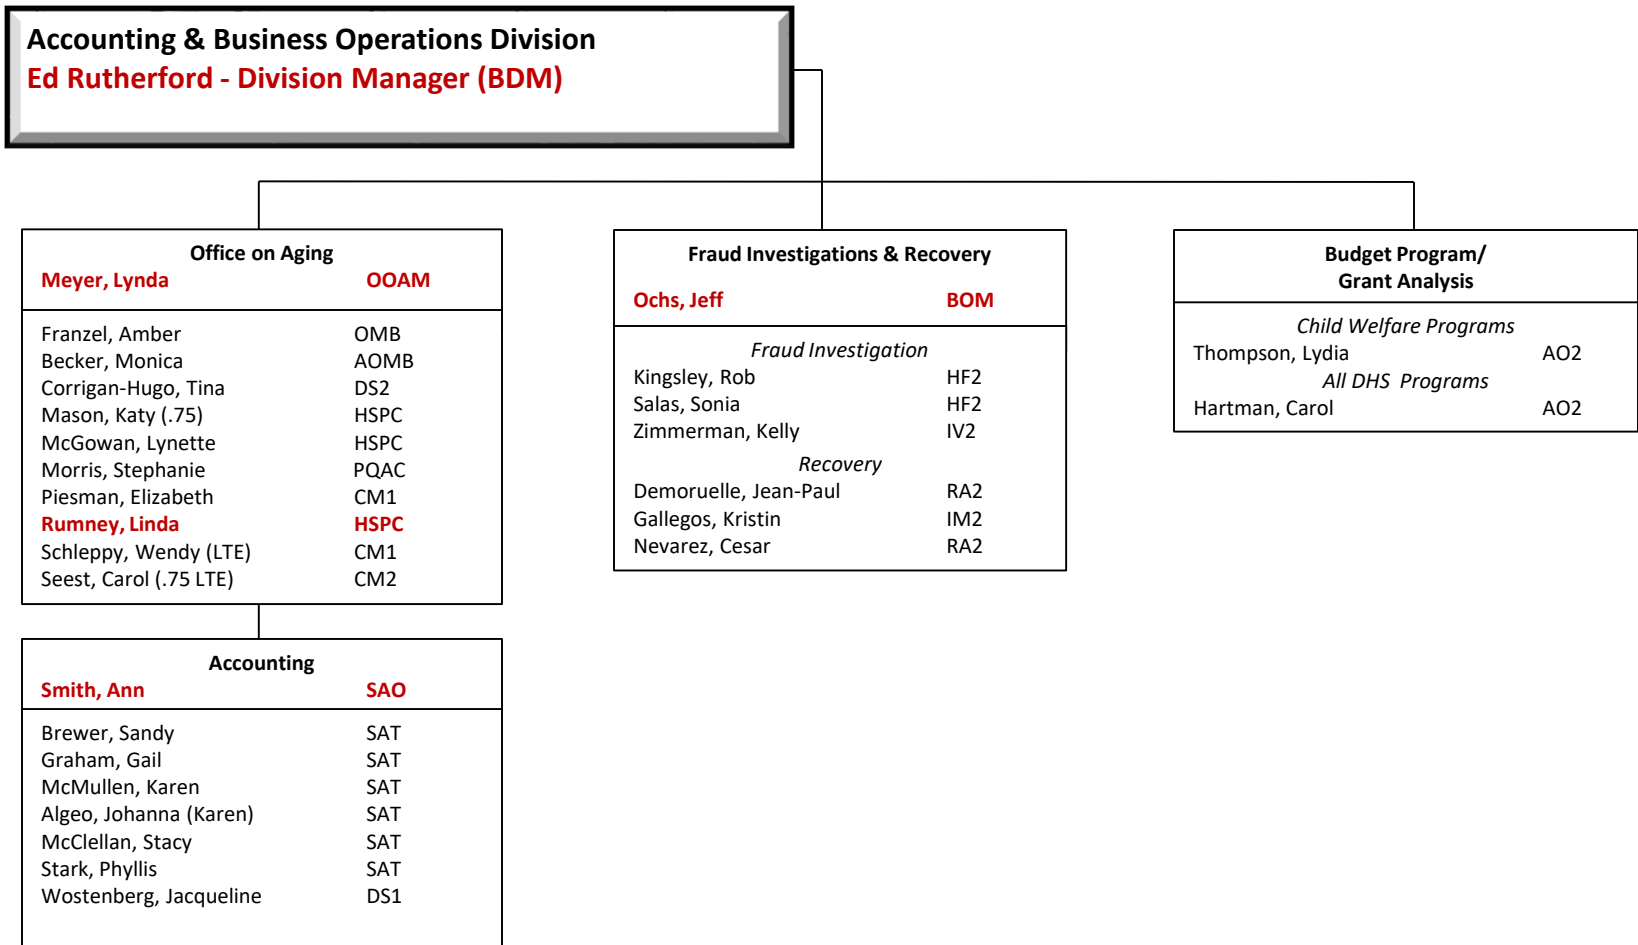 Accounting & Business Operations Division
Ed Rutherford - Division Manager (BDM)
Office on Aging
Meyer, Lynda OOAM
Franzel, Amber OMB
Becker, Monica AOMB
Corrigan-Hugo, Tina DS2
Mason, Katy (.75) HSPC
McGowan, Lynette HSPC
Morris, Stephanie PQAC
Piesman, Elizabeth CM1
Rumney, Linda HSPC
Schleppy, Wendy (LTE) CM1
Seest, Carol (.75 LTE) CM2
Accounting
Smith, Ann SAO
Brewer, Sandy SAT
Graham, Gail SAT
McMullen, Karen SAT
Algeo, Johanna (Karen) SAT
McClellan, Stacy SAT
Stark, Phyllis SAT
Wostenberg, Jacqueline DS1
Fraud Investigations & Recovery
Ochs, Jeff BOM
Fraud Investigation
Kingsley, Rob HF2
Salas, Sonia HF2
Zimmerman, Kelly IV2
Recovery
Demoruelle, Jean-Paul RA2
Gallegos, Kristin IM2
Nevarez, Cesar RA2
Budget Program/
Grant Analysis
Child Welfare Programs
Thompson, Lydia AO2
All DHS Programs
Hartman, Carol AO2